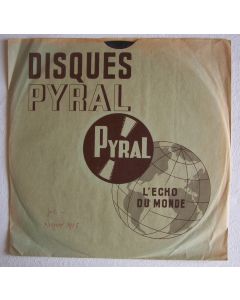 DISQUES
PYRAL
PYRAL
L'ECHO
DU MONDE